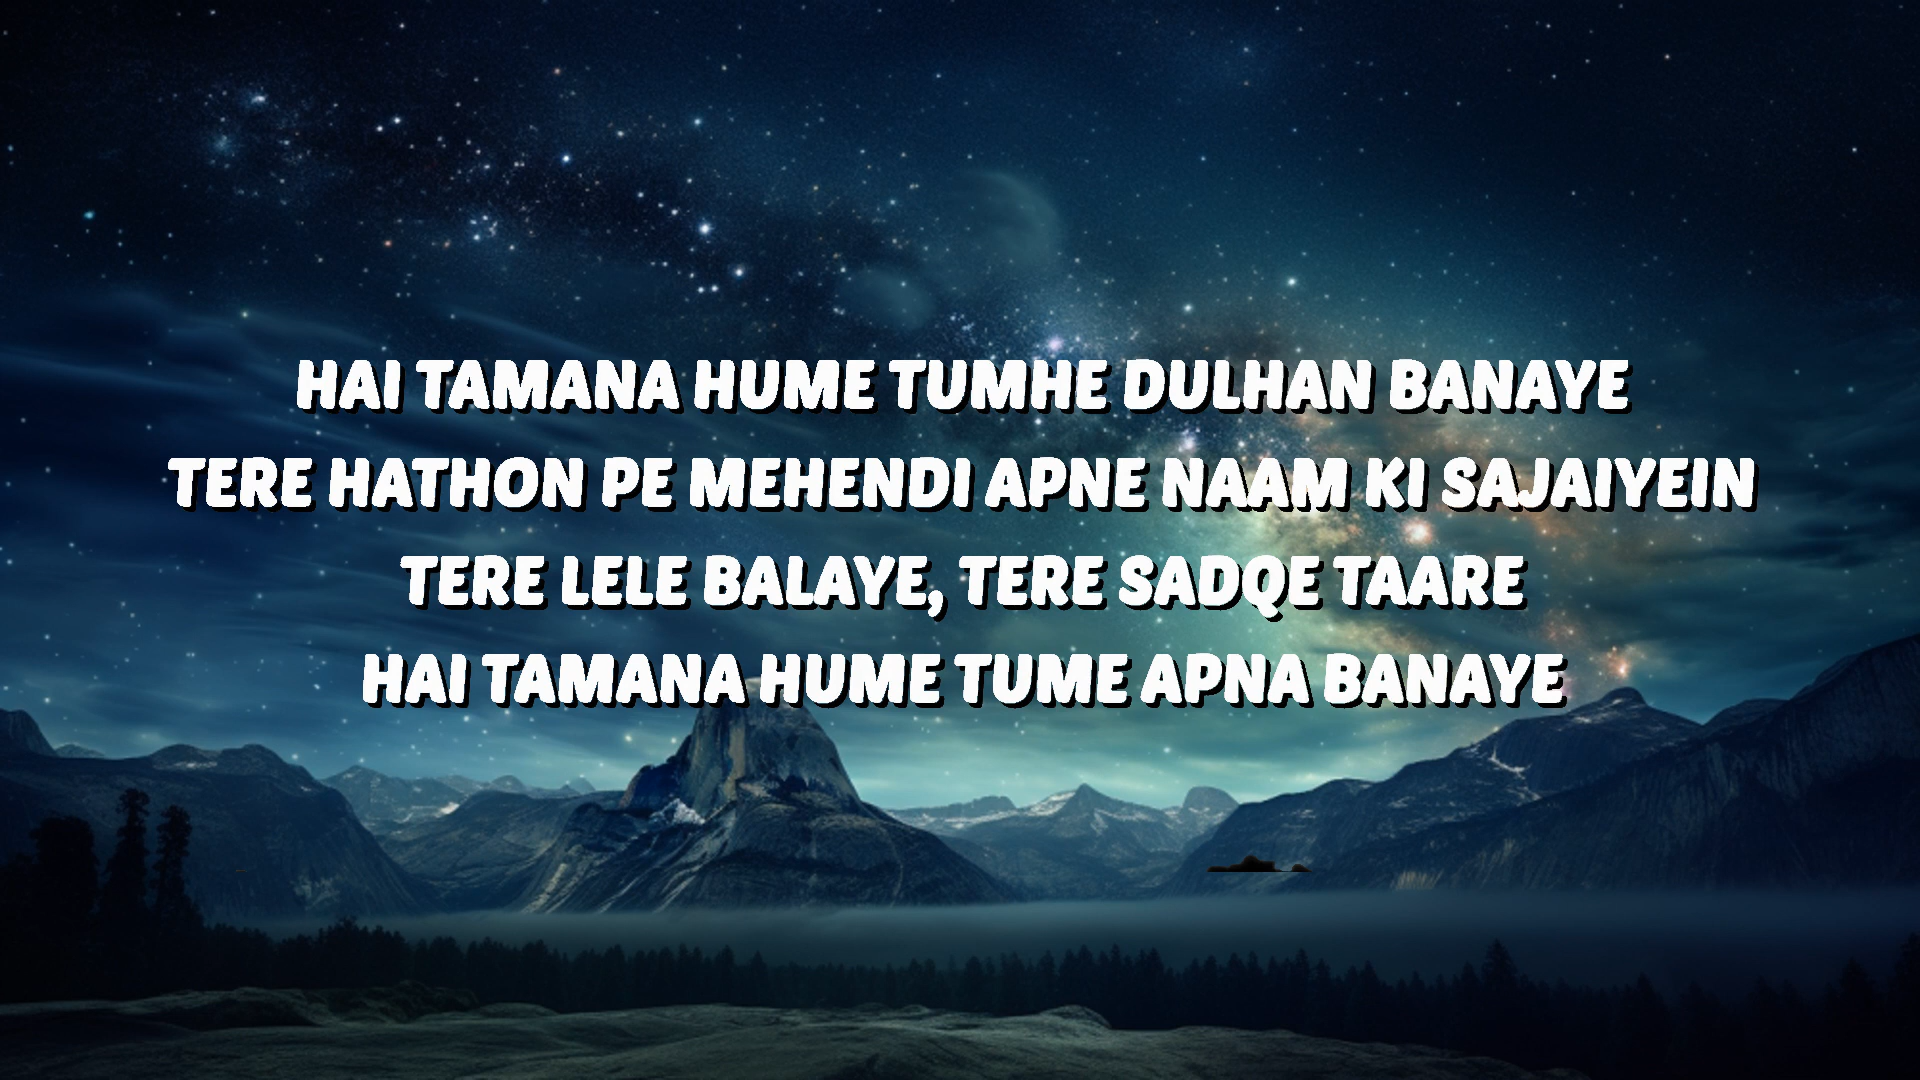 HAI TAMANA HUME TUMHE DULHAN BANAYE
TERE HATHON PE MEHENDI APNE NAAM KI SAJAIYEIN
TERE LELE BALAYE, TERE SADQE TAARE
HAI TAMANA HUME TUME APNA BANAYE